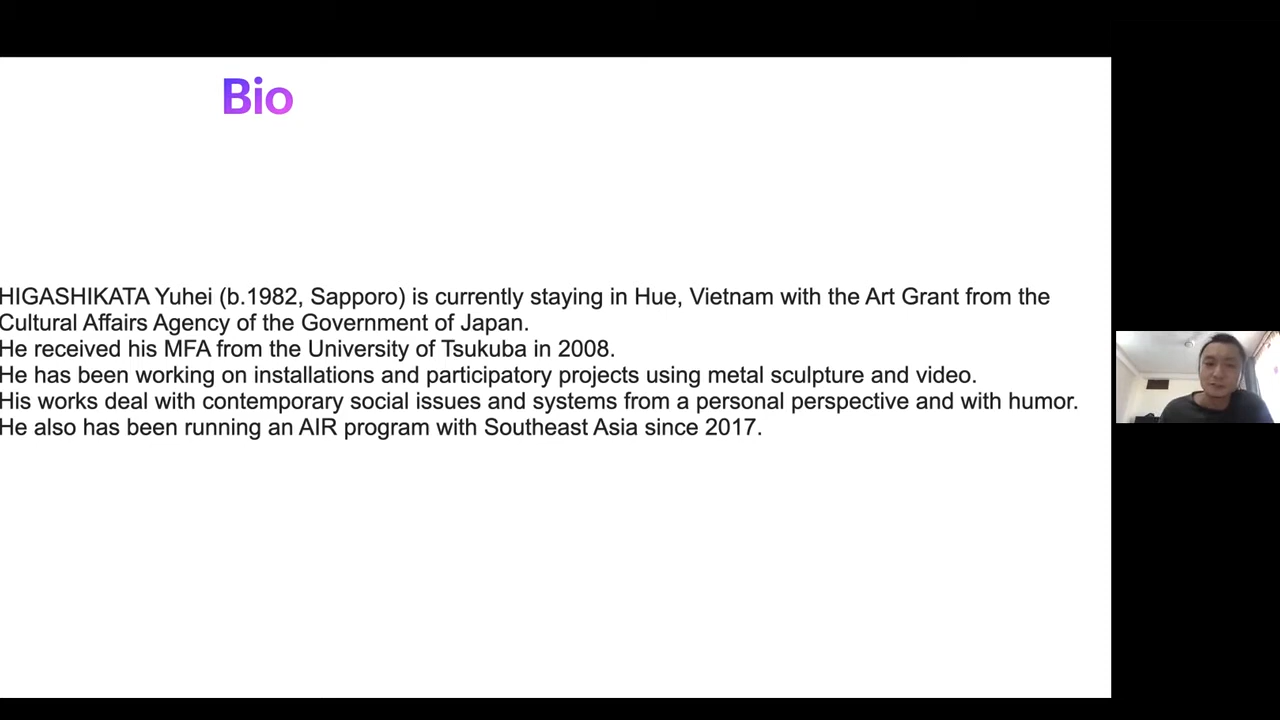 Bio
HIGASHIKATA Yuhei (b.1982, Sapporo) is currently staying in Hue, Vietnam with the Art Grant from the
Cultural Affairs Agency of the Government of Japan.
He received his MFA from the University of Tsukuba in 2008.
He has been working on installations and participatory projects using metal sculpture and video.
His works deal with contemporary social issues and systems from a personal perspective and with humor.
He also has been running an AIR program with Southeast Asia since 2017.